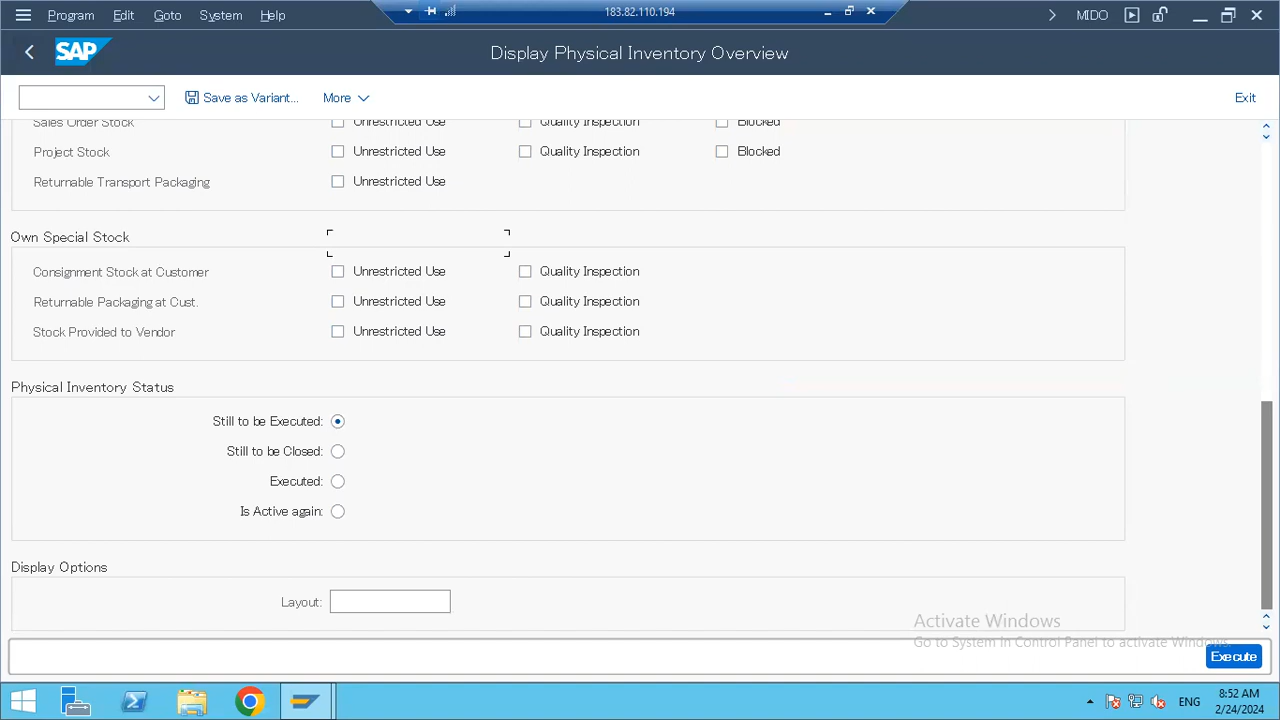 Program Edit Goto System Help 183.82.110.194 MIDO
SAP Display Physical Inventory Overview
Save as Variant... More Exit
Sales Order Stock Unrestricted Use Quality Inspection Blocked
Project Stock Unrestricted Use Quality Inspection Blocked
Returnable Transport Packaging Unrestricted Use
Own Special Stock
Consignment Stock at Customer Unrestricted Use Quality Inspection
Returnable Packaging at Cust. Unrestricted Use Quality Inspection
Stock Provided to Vendor Unrestricted Use Quality Inspection
Physical Inventory Status
Still to be Executed:
Still to be Closed:
Executed:
Is Active again:
Display Options
Layout:
Activate Windows
Go to System in Control Panel to activate Windows.
Execute
ENG 8:52 AM
2/24/2024